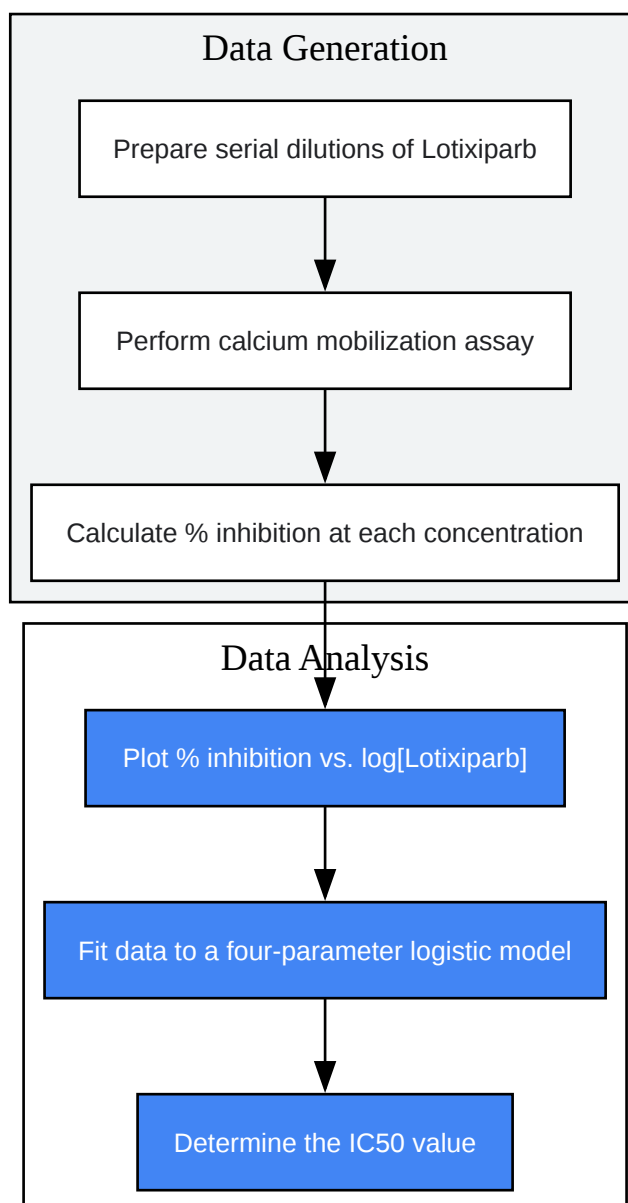 Data Generation
Prepare serial dilutions of Lotixiparb
Perform calcium mobilization assay
Calculate % inhibition at each concentration
Data Analysis
Plot % inhibition vs. log[Lotixiparb]
Fit data to a four-parameter logistic model
Determine the IC50 value